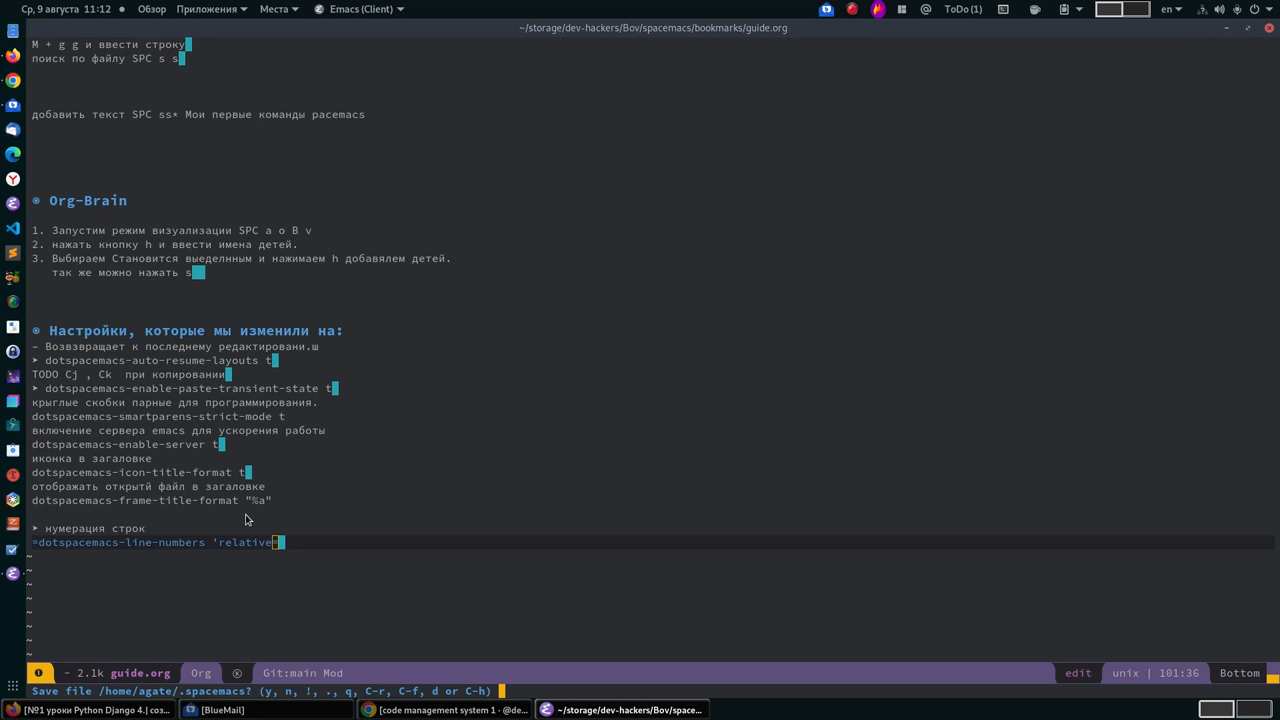 Ср, 9 августа 11:12 Обзор Приложения Места Emacs (Client) ToDo (1) en
~/storage/dev-hackers/Bov/spacemacs/bookmarks/guide.org
M + g g и ввести строку
поиск по файлу SPC s s
добавить текст SPC ss* Мои первые команды pacemacs
Org-Brain
1. Запустим режим визуализации SPC a o B v
2. нажать кнопку h и ввести имена детей.
3. Выбираем Становится выеделнным и нажимаем h добавялем детей.
так же можно нажать s
Настройки, которые мы изменили на:
– Возвзвращает к последнему редактировани.ш
➤ dotspacemacs-auto-resume-layouts t
TODO Cj , Ck при копировании
➤ dotspacemacs-enable-paste-transient-state t
крыглые скобки парные для программирования.
dotspacemacs-smartparens-strict-mode t
включение сервера emacs для ускорения работы
dotspacemacs-enable-server t
иконка в загаловке
dotspacemacs-icon-title-format t
отображать открытй файл в загаловке
dotspacemacs-frame-title-format "%a"
➤ нумерация строк
=dotspacemacs-line-numbers 'relative=
~
~
~
~
~
~
~
~
- 2.1k guide.org Org Git:main Mod edit unix | 101:36 Bottom
Save file /home/agate/.spacemacs? (y, n, !, ., q, C-r, C-f, d or C-h)
[№1 уроки Python Django 4.| соз... [BlueMail] [code management system 1 · @de... ~/storage/dev-hackers/Bov/space...